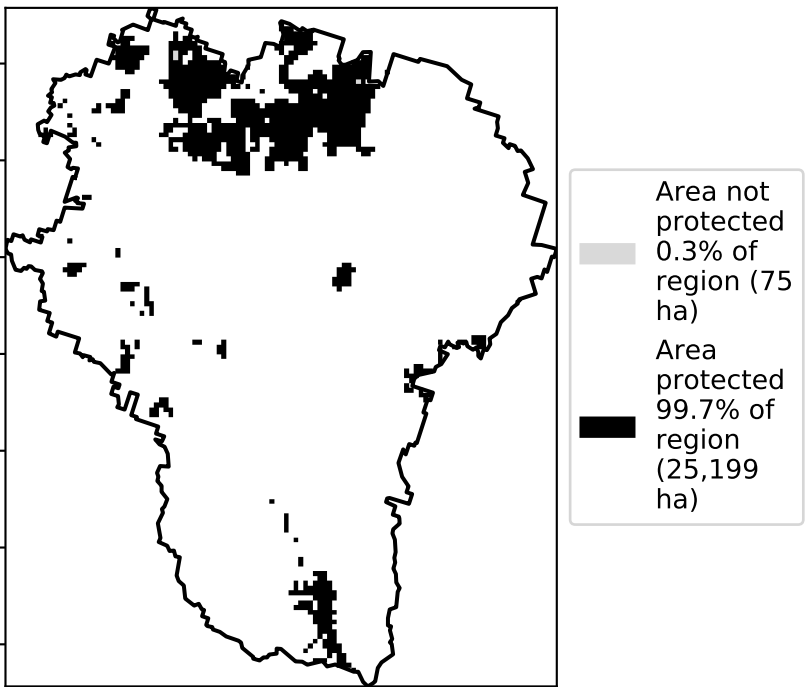 Area not
protected
0.3% of
region (75
ha)
Area
protected
99.7% of
region
(25,199
ha)